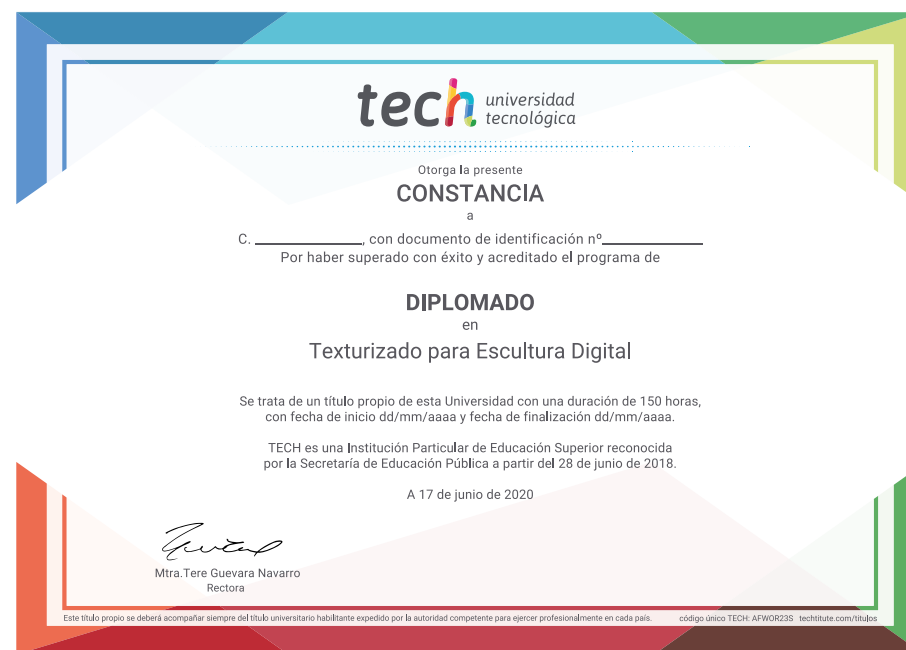 tech universidad
tecnológica
Otorga la presente
CONSTANCIA
a
C. ______________, con documento de identificación nº_____________
Por haber superado con éxito y acreditado el programa de
DIPLOMADO
en
Texturizado para Escultura Digital
Se trata de un título propio de esta Universidad con una duración de 150 horas,
con fecha de inicio dd/mm/aaaa y fecha de finalización dd/mm/aaaa.
TECH es una Institución Particular de Educación Superior reconocida
por la Secretaría de Educación Pública a partir del 28 de junio de 2018.
A 17 de junio de 2020
Mtra.Tere Guevara Navarro
Rectora
Este título propio se deberá acompañar siempre del título universitario habilitante expedido por la autoridad competente para ejercer profesionalmente en cada país. código único TECH: AFWOR23S techtitute.com/titulos